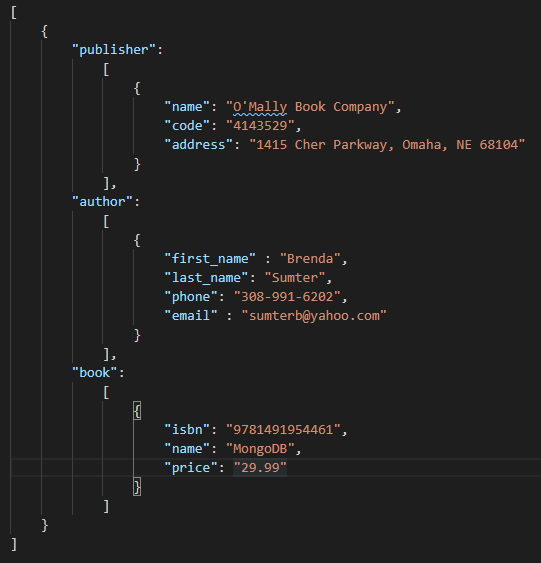 [
    {
        "publisher":
            [
                {
                    "name": "O'Mally Book Company",
                    "code": "4143529",
                    "address": "1415 Cher Parkway, Omaha, NE 68104"
                }
            ],
        "author":
            [
                {
                    "first_name" : "Brenda",
                    "last_name": "Sumter",
                    "phone": "308-991-6202",
                    "email" : "sumterb@yahoo.com"
                }
            ],
        "book":
            [
                {
                    "isbn": "9781491954461",
                    "name": "MongoDB",
                    "price": "29.99"
                }
            ]
    }
]